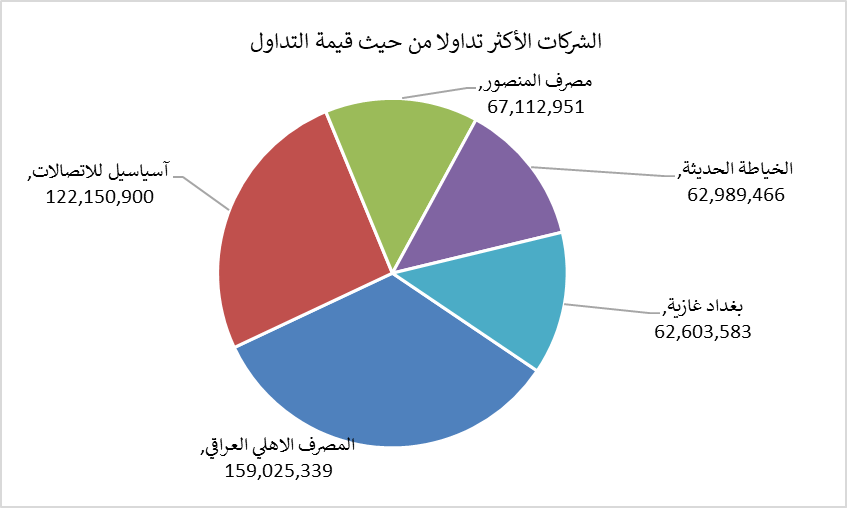 الشركات الأكثر تداولا من حيث قيمة التداول
مصرف المنصور,
67,112,951
الخياطة الحديثة,
62,989,466
آسياسيل للاتصالات,
122,150,900
بغداد غازية,
62,603,583
المصرف الاهلي العراقي,
159,025,339